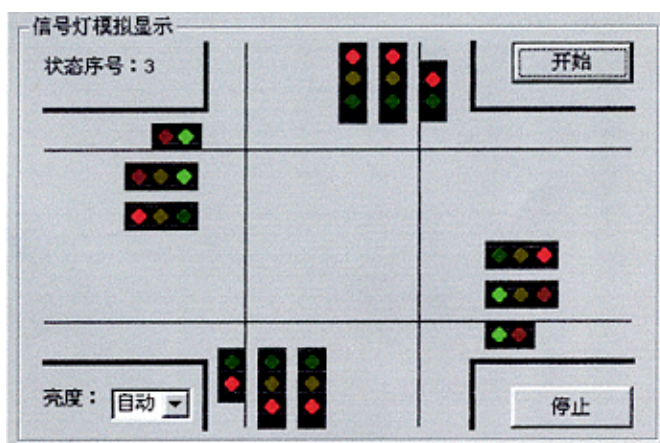 信号灯模拟显示
状态序号：3
开始
亮度：
自动
停止